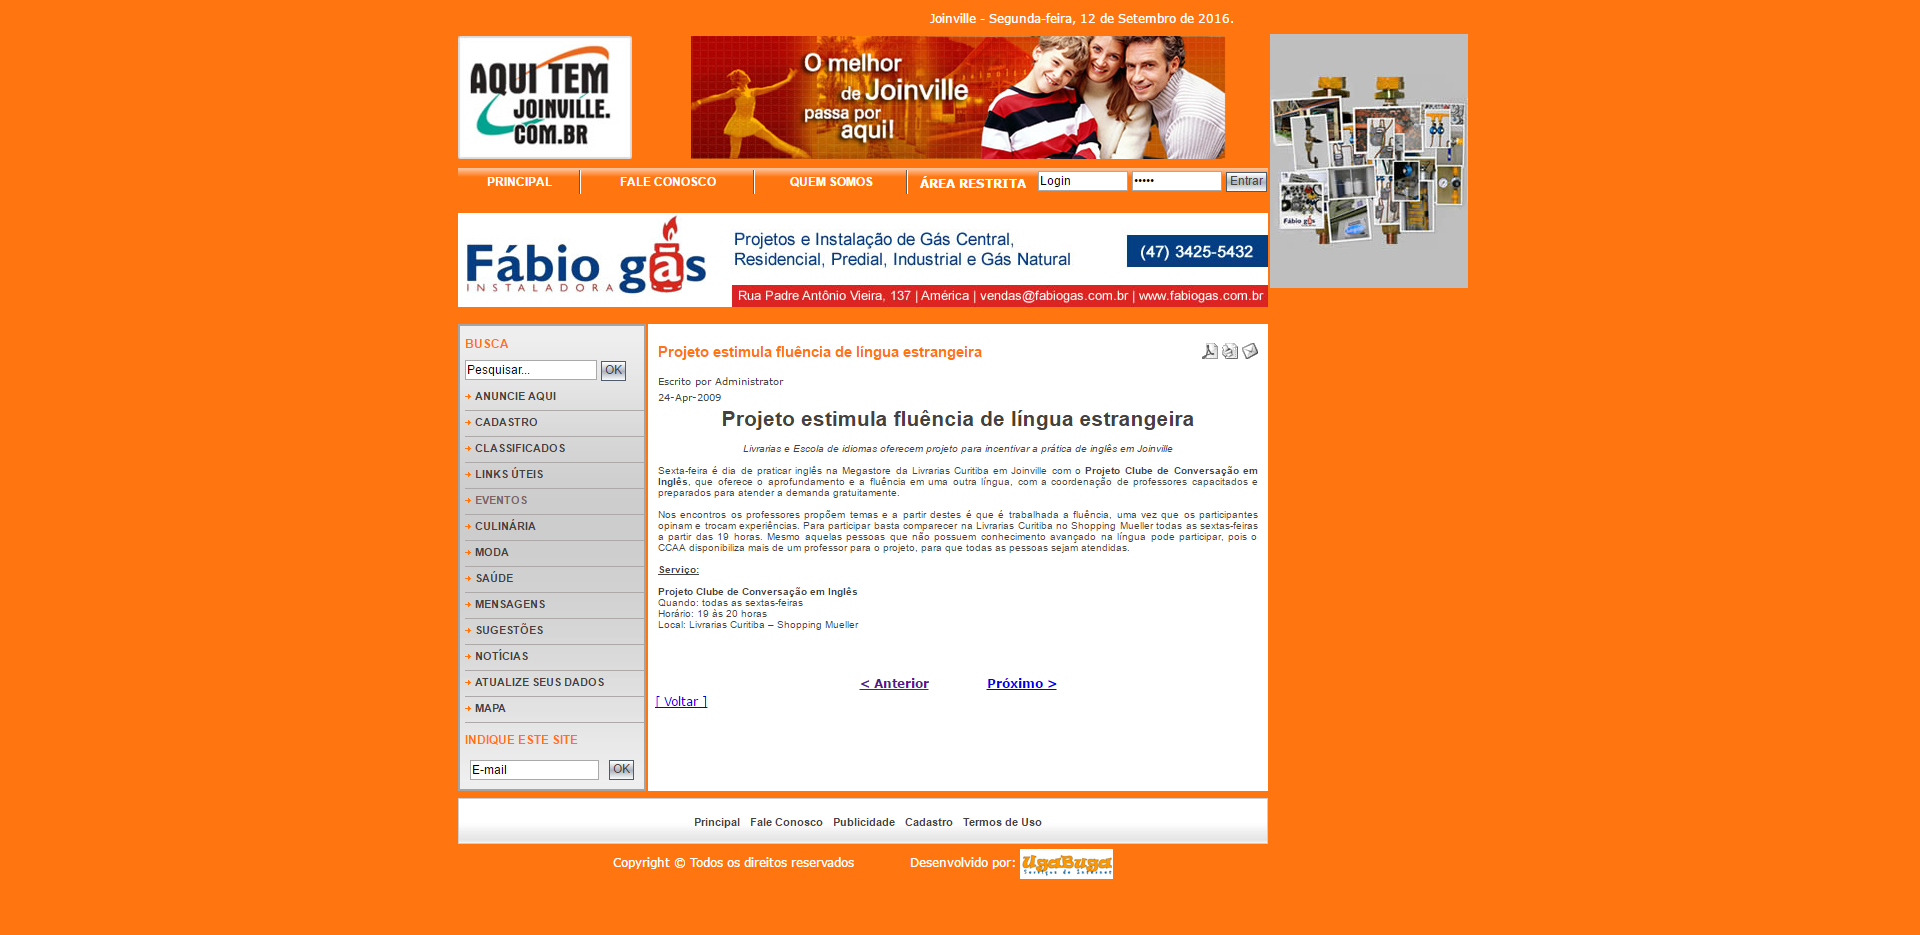 Joinville - Segunda-feira, 12 de Setembro de 2016.
AQUI TEM
JOINVILLE.
COM.BR
O melhor
de Joinville
passa por
aqui!
PRINCIPAL
FALE CONOSCO
QUEM SOMOS
ÁREA RESTRITA
Login
•••••
Entrar
Fábio gás
INSTALADORA
Projetos e Instalação de Gás Central,
Residencial, Predial, Industrial e Gás Natural
(47) 3425-5432
Rua Padre Antônio Vieira, 137 | América | vendas@fabiogas.com.br | www.fabiogas.com.br
Fábio gás
BUSCA
Pesquisar...
OK
ANUNCIE AQUI
CADASTRO
CLASSIFICADOS
LINKS ÚTEIS
EVENTOS
CULINÁRIA
MODA
SAÚDE
MENSAGENS
SUGESTÕES
NOTÍCIAS
ATUALIZE SEUS DADOS
MAPA
INDIQUE ESTE SITE
E-mail
OK
Projeto estimula fluência de língua estrangeira
Escrito por Administrator
24-Apr-2009
Projeto estimula fluência de língua estrangeira
Livrarias e Escola de idiomas oferecem projeto para incentivar a prática de inglês em Joinville
Sexta-feira é dia de praticar inglês na Megastore da Livrarias Curitiba em Joinville com o Projeto Clube de Conversação em
Inglês, que oferece o aprofundamento e a fluência em uma outra língua, com a coordenação de professores capacitados e
preparados para atender a demanda gratuitamente.
Nos encontros os professores propõem temas e a partir destes é que é trabalhada a fluência, uma vez que os participantes
opinam e trocam experiências. Para participar basta comparecer na Livrarias Curitiba no Shopping Mueller todas as sextas-feiras
a partir das 19 horas. Mesmo aquelas pessoas que não possuem conhecimento avançado na língua pode participar, pois o
CCAA disponibiliza mais de um professor para o projeto, para que todas as pessoas sejam atendidas.
Serviço:
Projeto Clube de Conversação em Inglês
Quando: todas as sextas-feiras
Horário: 19 às 20 horas
Local: Livrarias Curitiba – Shopping Mueller
< Anterior
Próximo >
[ Voltar ]
Principal Fale Conosco Publicidade Cadastro Termos de Uso
Copyright © Todos os direitos reservados
Desenvolvido por:
UgaBuga
Serviços de Internet